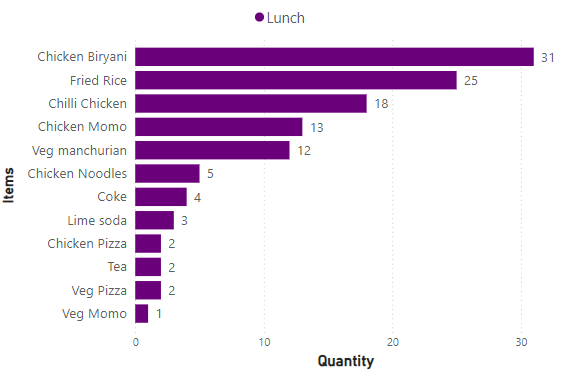 Lunch
Chicken Biryani 31
Fried Rice 25
Chilli Chicken 18
Chicken Momo 13
Veg manchurian 12
Chicken Noodles 5
Coke 4
Lime soda 3
Chicken Pizza 2
Tea 2
Veg Pizza 2
Veg Momo 1
Items
0 10 20 30
Quantity